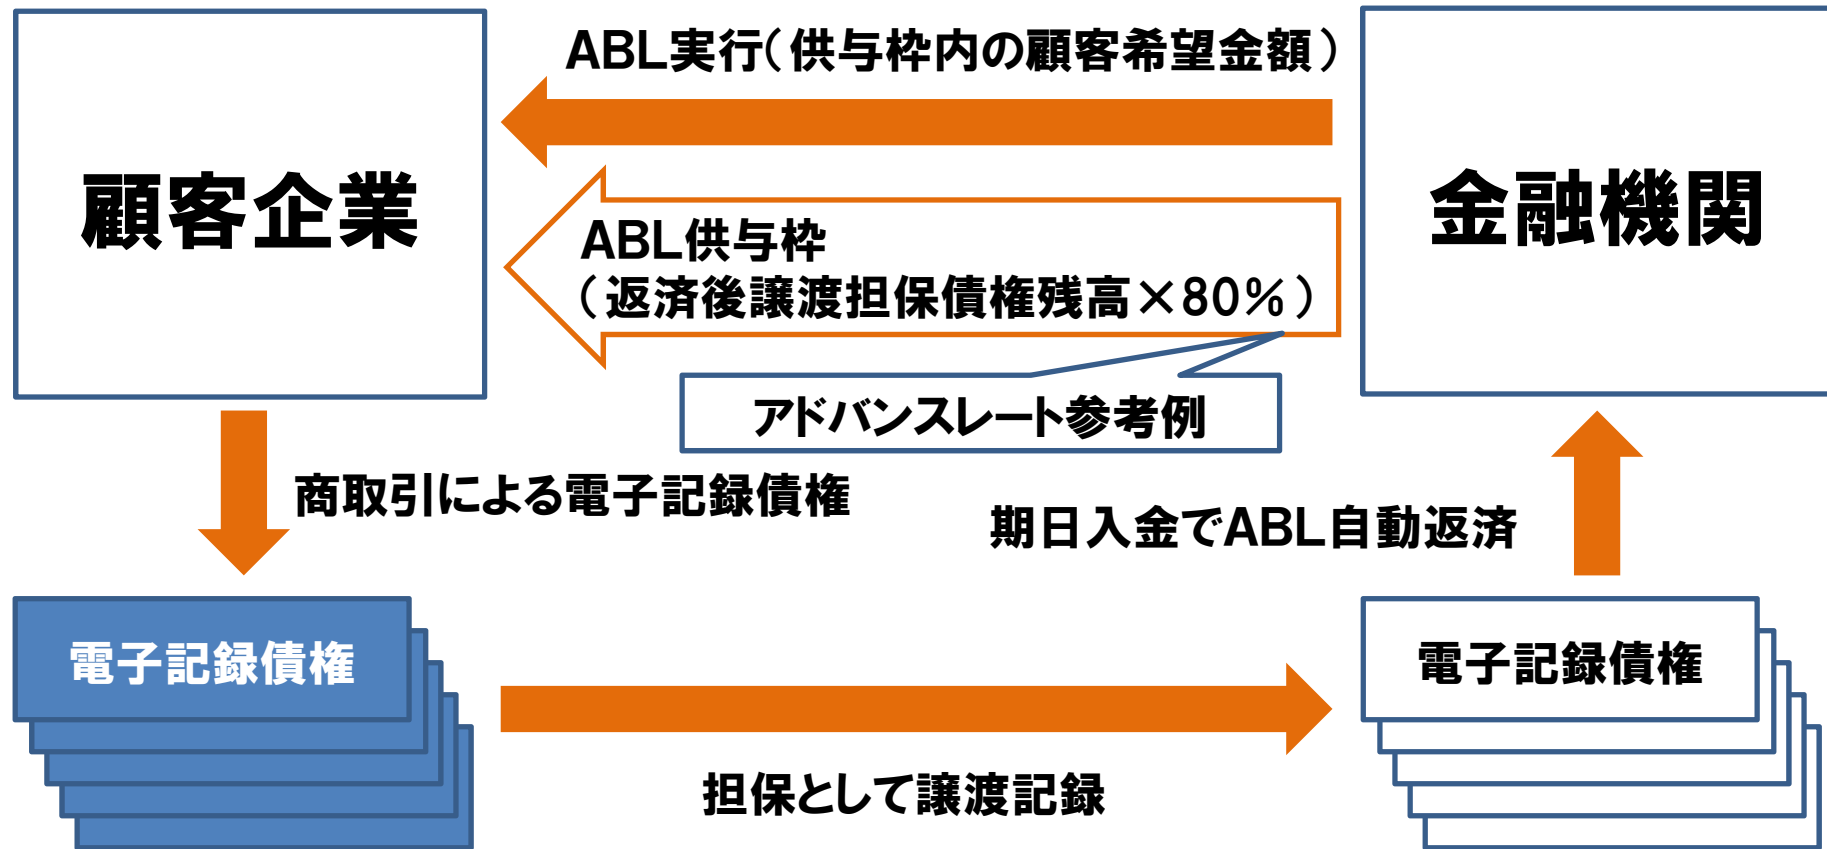 ABL実行（供与枠内の顧客希望金額）
顧客企業
金融機関
ABL供与枠
（返済後譲渡担保債権残高×80％）
アドバンスレート参考例
商取引による電子記録債権
期日入金でABL自動返済
電子記録債権
電子記録債権
担保として譲渡記録